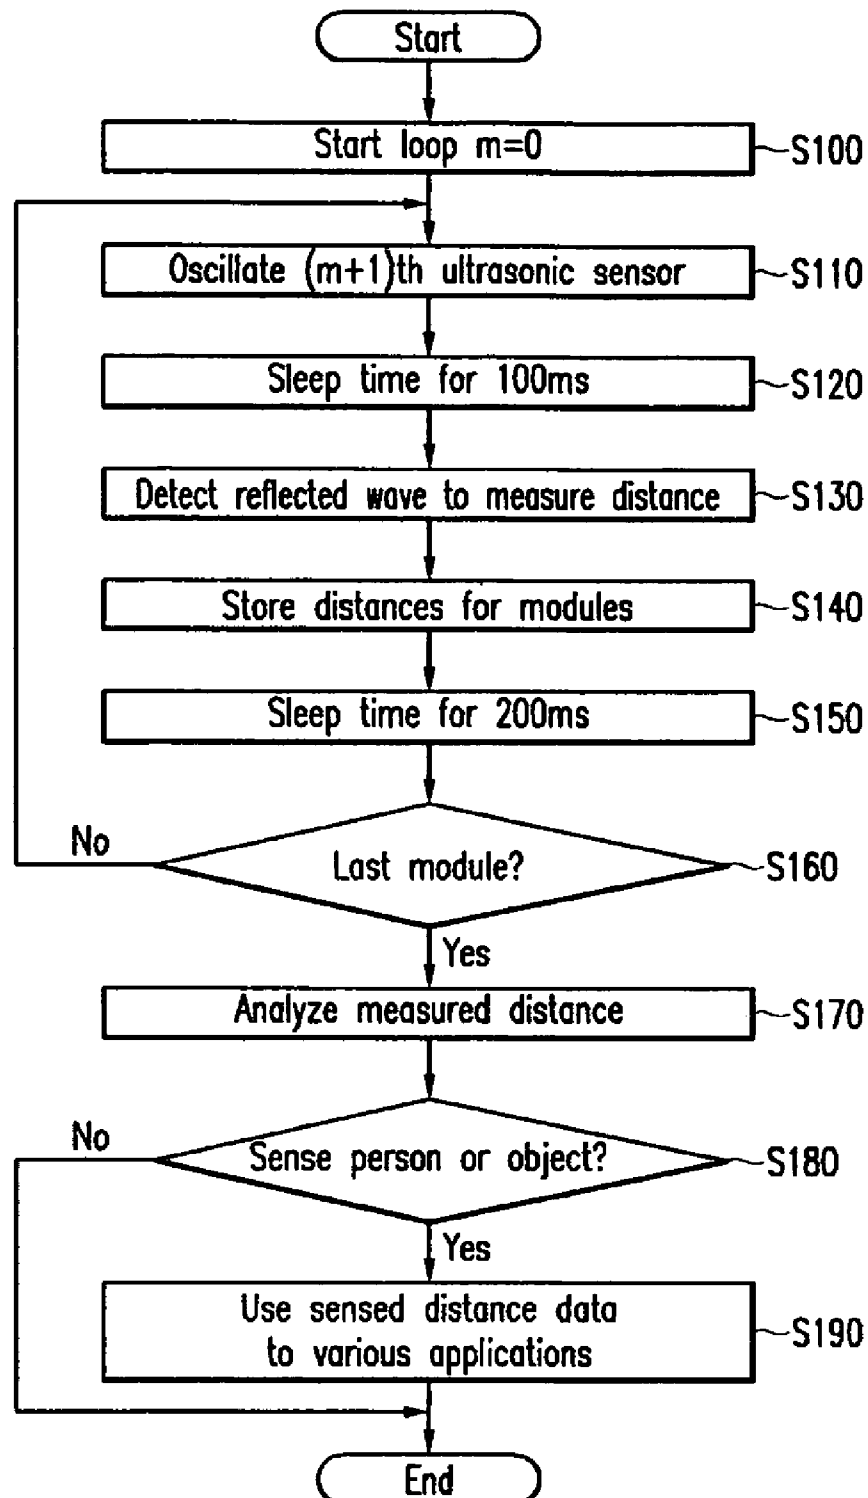 Start
Start loop m=0
S100
Oscillate (m+1)th ultrasonic sensor
S110
Sleep time for 100ms
S120
Detect reflected wave to measure distance
S130
Store distances for modules
S140
Sleep time for 200ms
S150
No
Last module?
S160
Yes
Analyze measured distance
S170
No
Sense person or object?
S180
Yes
Use sensed distance data
to various applications
S190
End